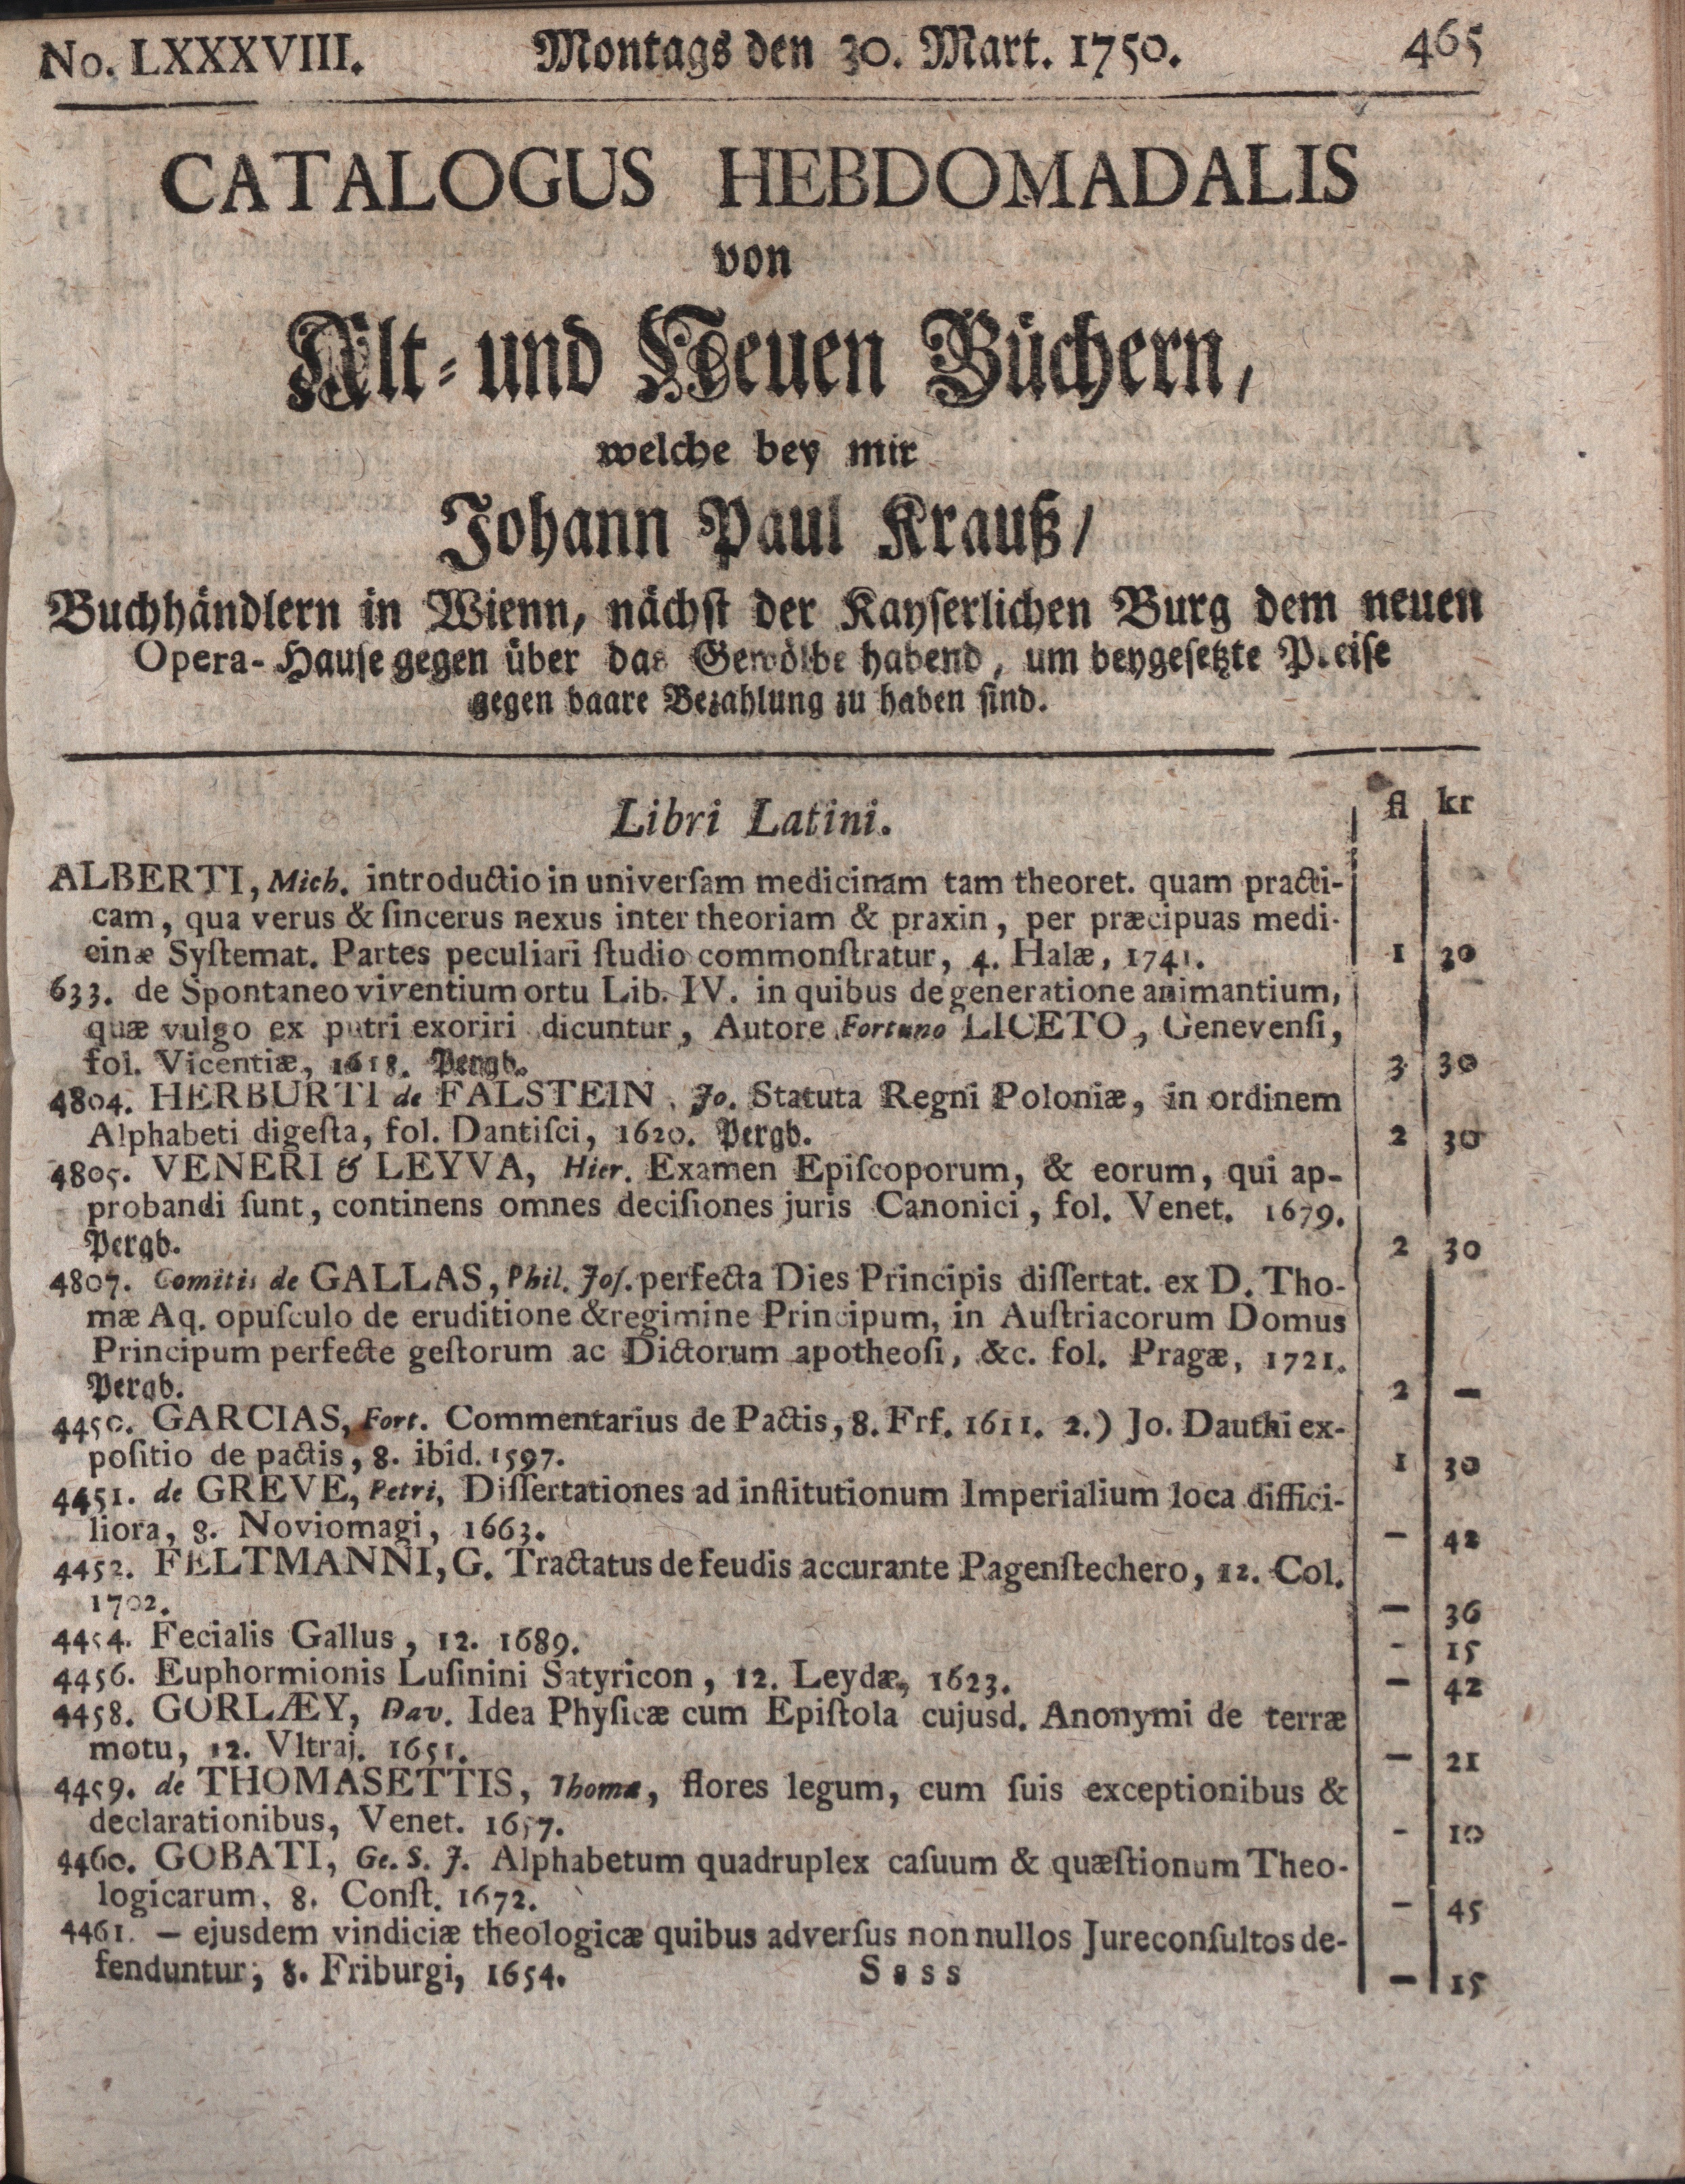 No. LXXXVIII. Montags den 30. Mart. 1750. 465
CATALOGUS HEBDOMADALIS
von
Alt- und Neuen Büchern,
welche bey mir
Johann Paul Krauß/
Buchhändlern in Wienn, nächst der Kayserlichen Burg dem neuen
Opera-Hause gegen über das Gewölbe habend, um beygesetzte Preise
gegen baare Bezahlung zu haben sind.
Libri Latini. fl kr
ALBERTI, Mich. introductio in universam medicinam tam theoret. quam practi-
cam, qua verus & sincerus nexus inter theoriam & praxin, per præcipuas medi-
einæ Systemat. Partes peculiari studio commonstratur, 4. Halæ, 1741. 1 30
633. de Spontaneo viventium ortu Lib. IV. in quibus de generatione animantium,
quæ vulgo ex putri exoriri dicuntur, Autore Fortuno LICETO, Genevensi,
fol. Vicentiæ, 1618. Pergb. 3 30
4804. HERBURTI de FALSTEIN, Jo. Statuta Regni Poloniæ, in ordinem
Alphabeti digesta, fol. Dantisci, 1620. Pergb. 2 30
4805. VENERI & LEYVA, Hier. Examen Episcoporum, & eorum, qui ap-
probandi sunt, continens omnes decisiones juris Canonici, fol. Venet. 1679.
Pergb. 2 30
4807. Comitis de GALLAS, Phil. Jos. perfecta Dies Principis dissertat. ex D. Tho-
mæ Aq. opusculo de eruditione & regimine Principum, in Austriacorum Domus
Principum perfecte gestorum ac Dictorum apotheosi, &c. fol. Pragæ, 1721.
Pergb. 2 —
4450. GARCIAS, Fort. Commentarius de Pactis, 8. Frf. 1611. 2.) Jo. Dauthi ex-
positio de pactis, 8. ibid. 1597. 1 30
4451. de GREVE, Petri, Dissertationes ad institutionum Imperialium loca diffici-
liora, 8. Noviomagi, 1663. — 42
4452. FELTMANNI, G. Tractatus de feudis accurante Pagenstechero, 12. Col.
1702. — 36
4454. Fecialis Gallus, 12. 1689. - 15
4456. Euphormionis Lusinini Satyricon, 12. Leydæ, 1623. — 42
4458. GORLÆY, Dav. Idea Physicæ cum Epistola cujusd. Anonymi de terræ
motu, 12. Vltraj. 1651. — 21
4459. de THOMASETTIS, Thomæ, flores legum, cum suis exceptionibus &
declarationibus, Venet. 1657. - 10
4460. GOBATI, Ge. S. J. Alphabetum quadruplex casuum & quæstionum Theo-
logicarum, 8. Const. 1672. — 45
4461. — ejusdem vindiciæ theologicæ quibus adversus nonnullos Jureconsultos de-
fenduntur, 8. Friburgi, 1654. — 15
Ssss